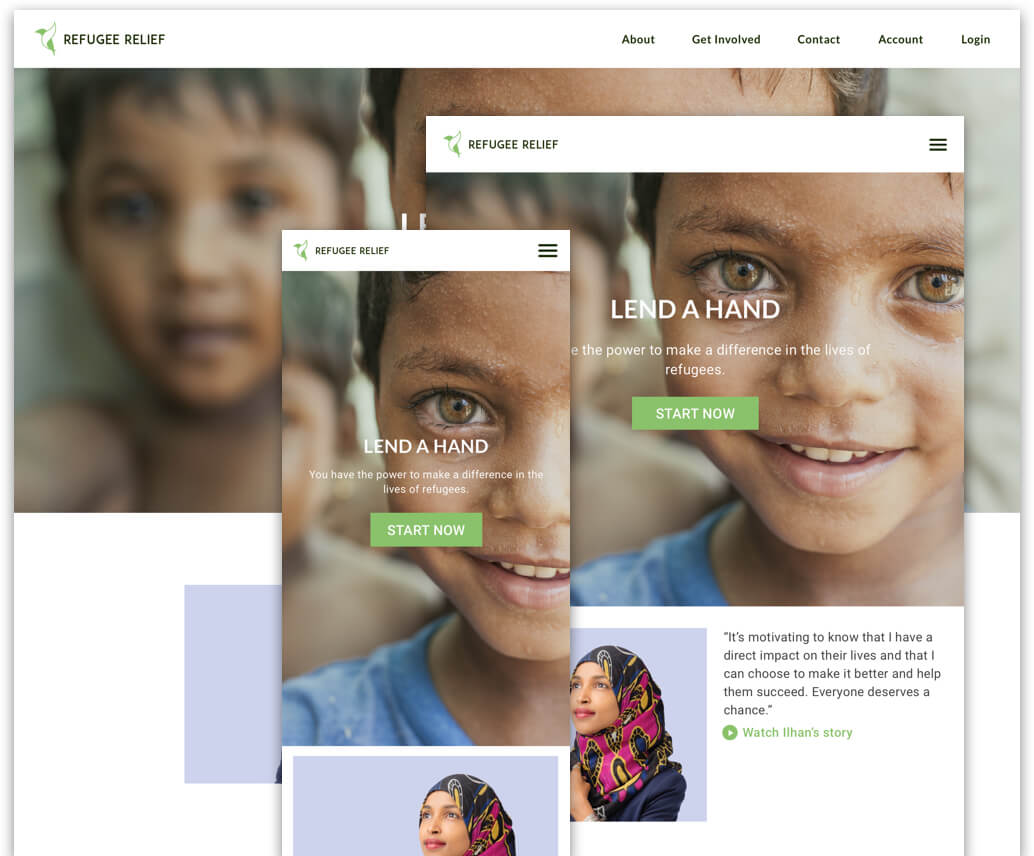 REFUGEE RELIEF
About
Get Involved
Contact
Account
Login
REFUGEE RELIEF
LEND A HAND
the power to make a difference in the lives of
refugees.
START NOW
"It's motivating to know that I have a
direct impact on their lives and that I
can choose to make it better and help
them succeed. Everyone deserves a
chance."
Watch Ilhan's story
REFUGEE RELIEF
LEND A HAND
You have the power to make a difference in the
lives of refugees.
START NOW